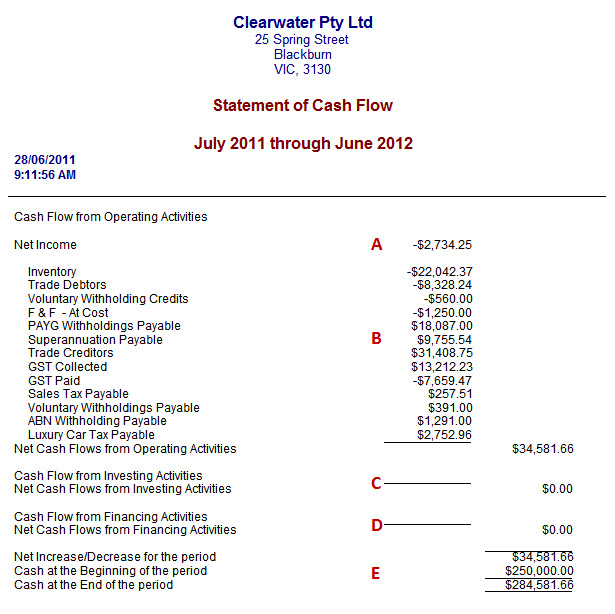 Clearwater Pty Ltd
25 Spring Street
Blackburn
VIC, 3130
Statement of Cash Flow
July 2011 through June 2012
28/06/2011
9:11:56 AM
Cash Flow from Operating Activities
Net Income A -$2,734.25
Inventory -$22,042.37
Trade Debtors -$8,328.24
Voluntary Withholding Credits -$560.00
F & F - At Cost -$1,250.00
PAYG Withholdings Payable $18,087.00
Superannuation Payable B $9,755.54
Trade Creditors $31,408.75
GST Collected $13,212.23
GST Paid -$7,659.47
Sales Tax Payable $257.51
Voluntary Withholdings Payable $391.00
ABN Withholding Payable $1,291.00
Luxury Car Tax Payable $2,752.96
Net Cash Flows from Operating Activities $34,581.66
Cash Flow from Investing Activities C
Net Cash Flows from Investing Activities $0.00
Cash Flow from Financing Activities D
Net Cash Flows from Financing Activities $0.00
Net Increase/Decrease for the period $34,581.66
Cash at the Beginning of the period E $250,000.00
Cash at the End of the period $284,581.66